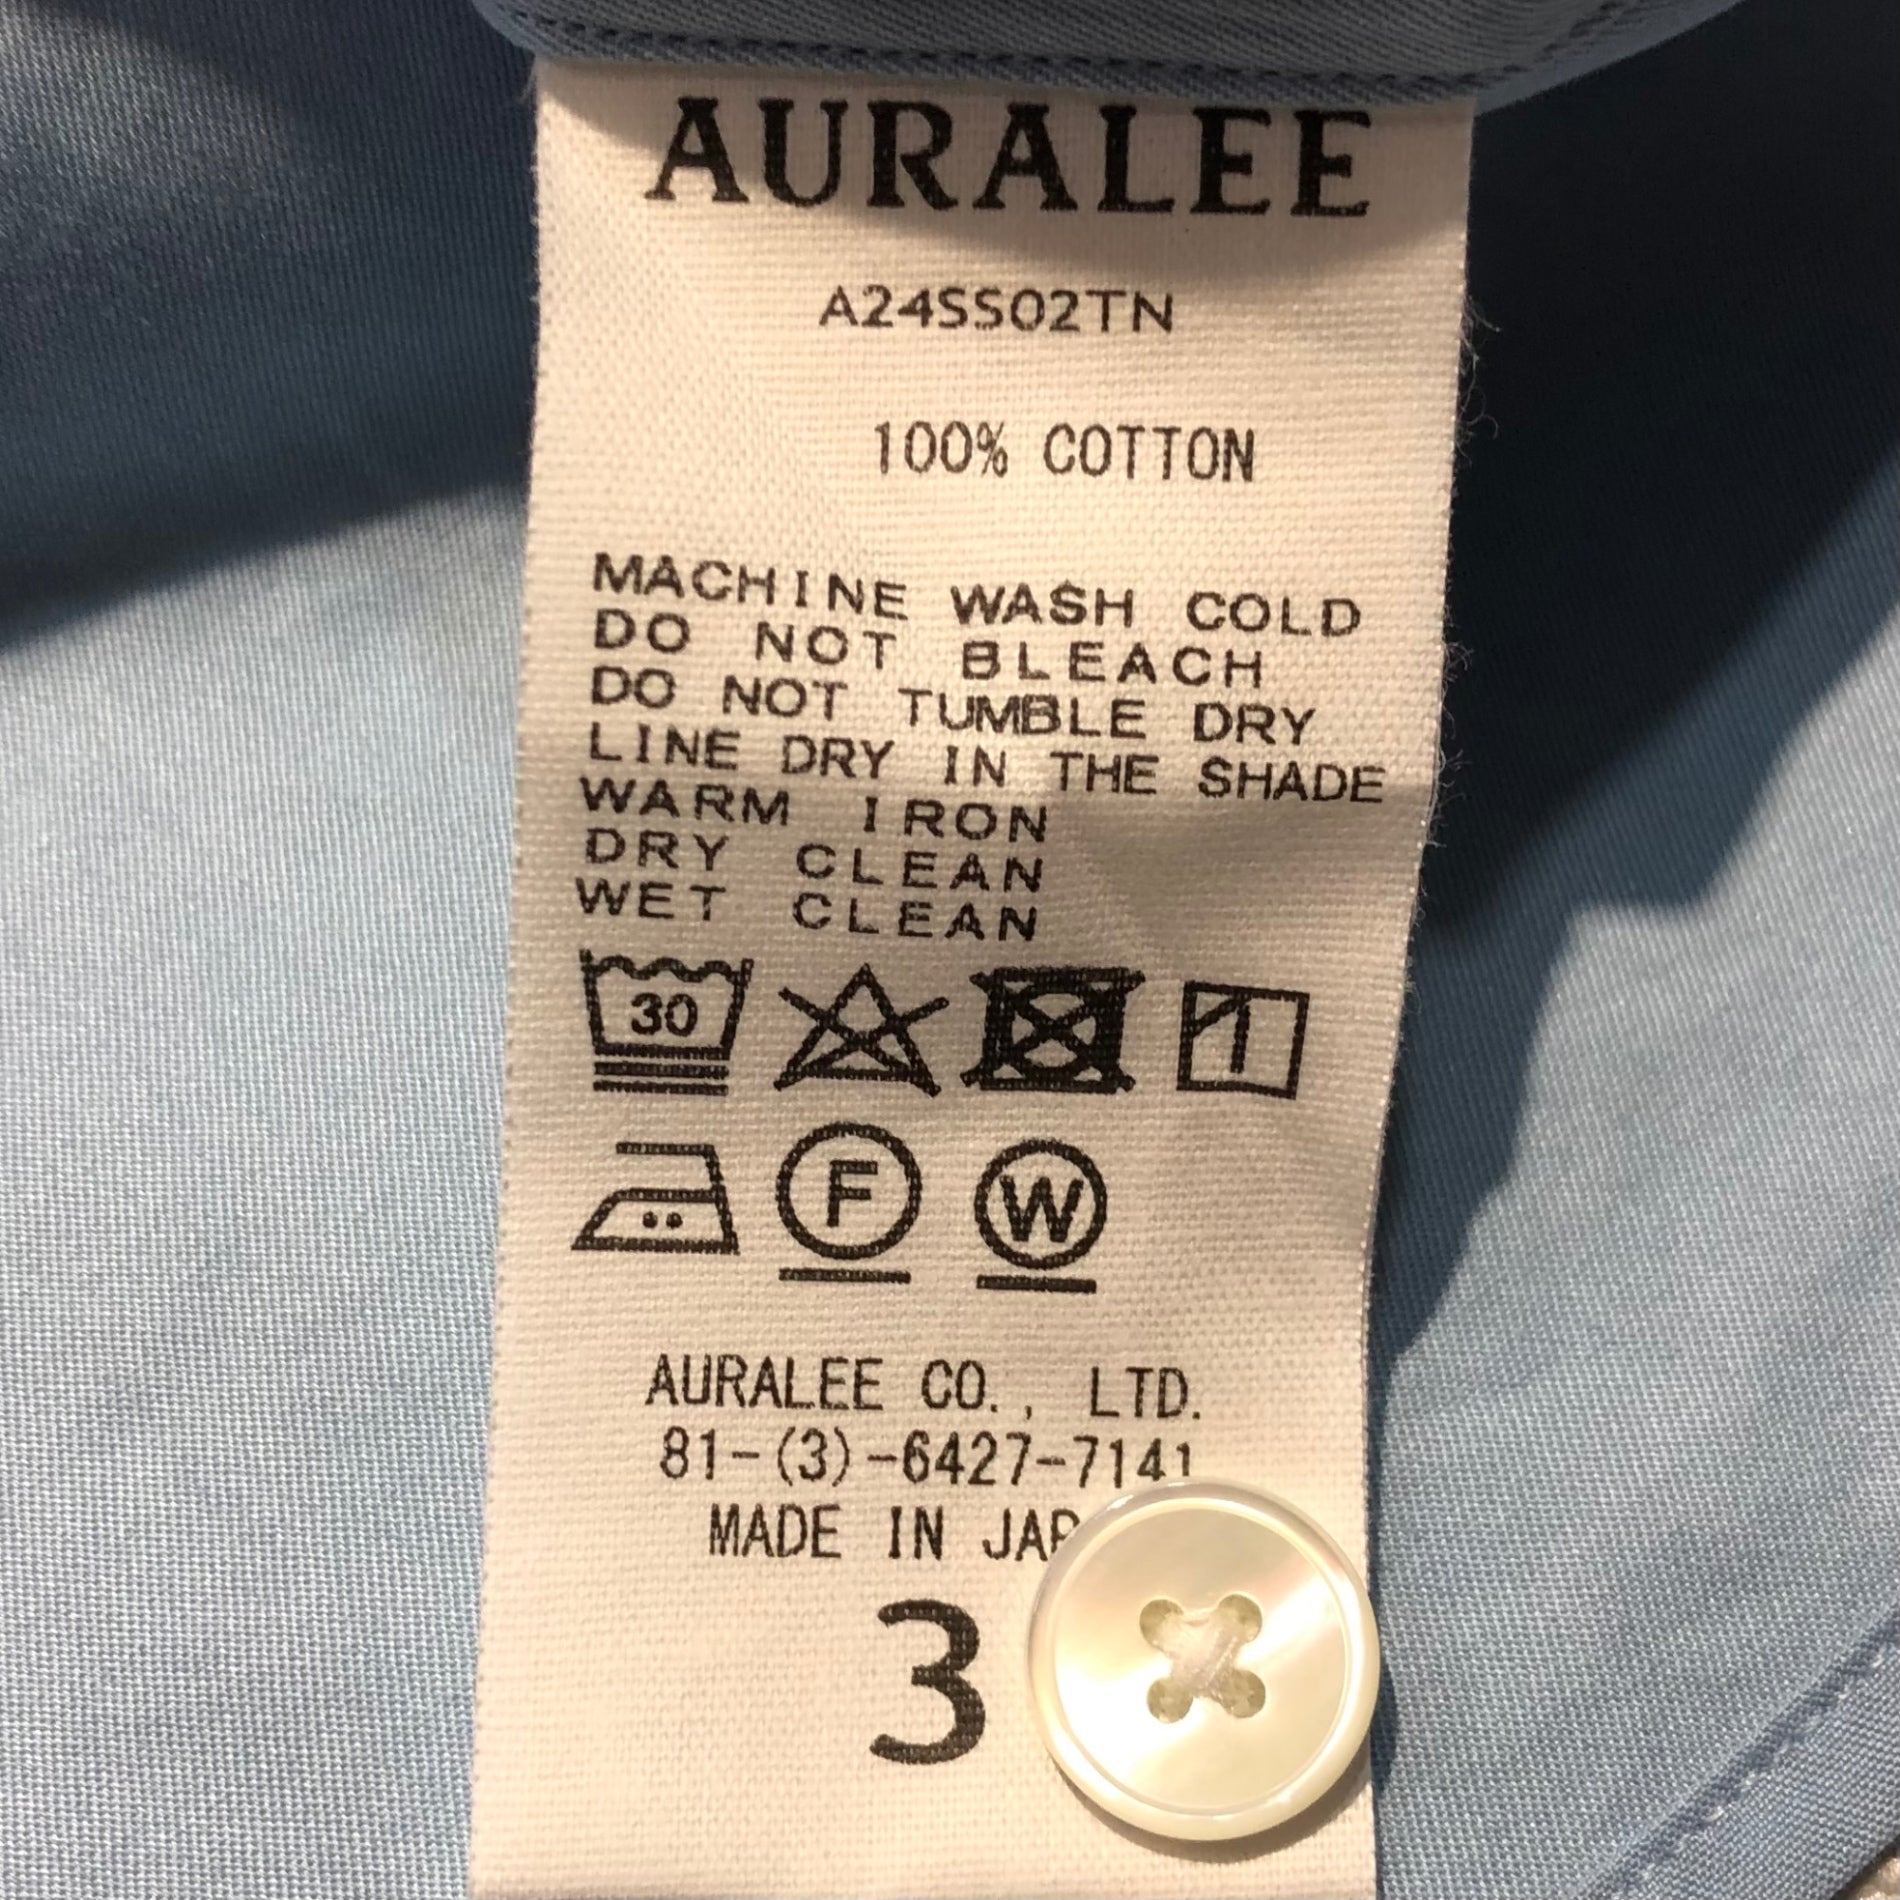 AURALEE
A24SS02TN
100% COTTON
MACHINE WASH COLD
DO NOT BLEACH
DO NOT TUMBLE DRY
LINE DRY IN THE SHADE
WARM IRON
DRY CLEAN
WET CLEAN
30
F W
AURALEE CO., LTD.
81-(3)-6427-7141
MADE IN
3